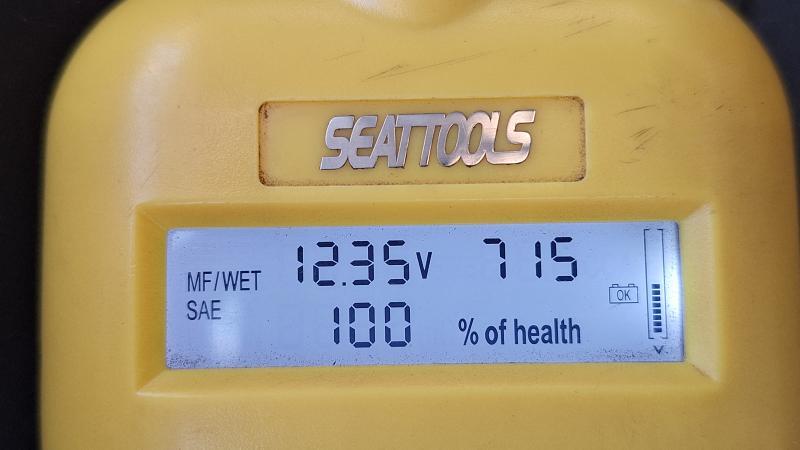 SEATTOOLS
MF/WET 12.35V 715
SAE 100 % of health
OK
V